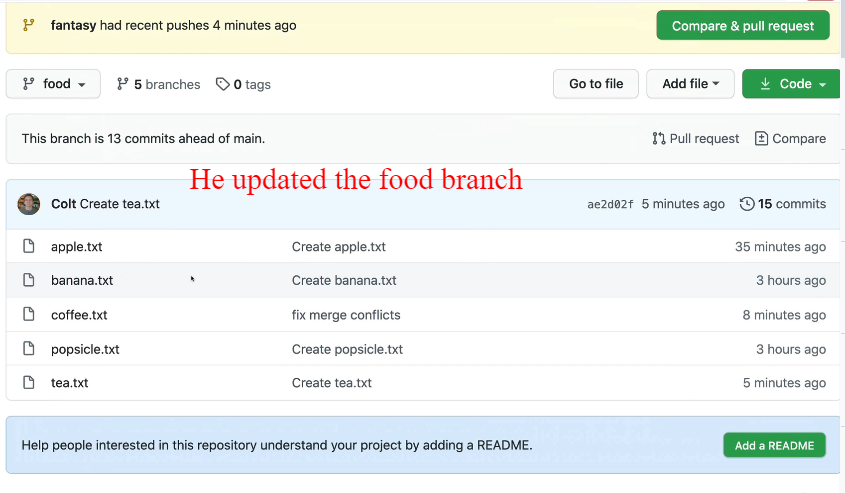 fantasy had recent pushes 4 minutes ago Compare & pull request
food 5 branches 0 tags Go to file Add file Code
This branch is 13 commits ahead of main. Pull request Compare
He updated the food branch
Colt Create tea.txt ae2d02f 5 minutes ago 15 commits
apple.txt Create apple.txt 35 minutes ago
banana.txt Create banana.txt 3 hours ago
coffee.txt fix merge conflicts 8 minutes ago
popsicle.txt Create popsicle.txt 3 hours ago
tea.txt Create tea.txt 5 minutes ago
Help people interested in this repository understand your project by adding a README. Add a README